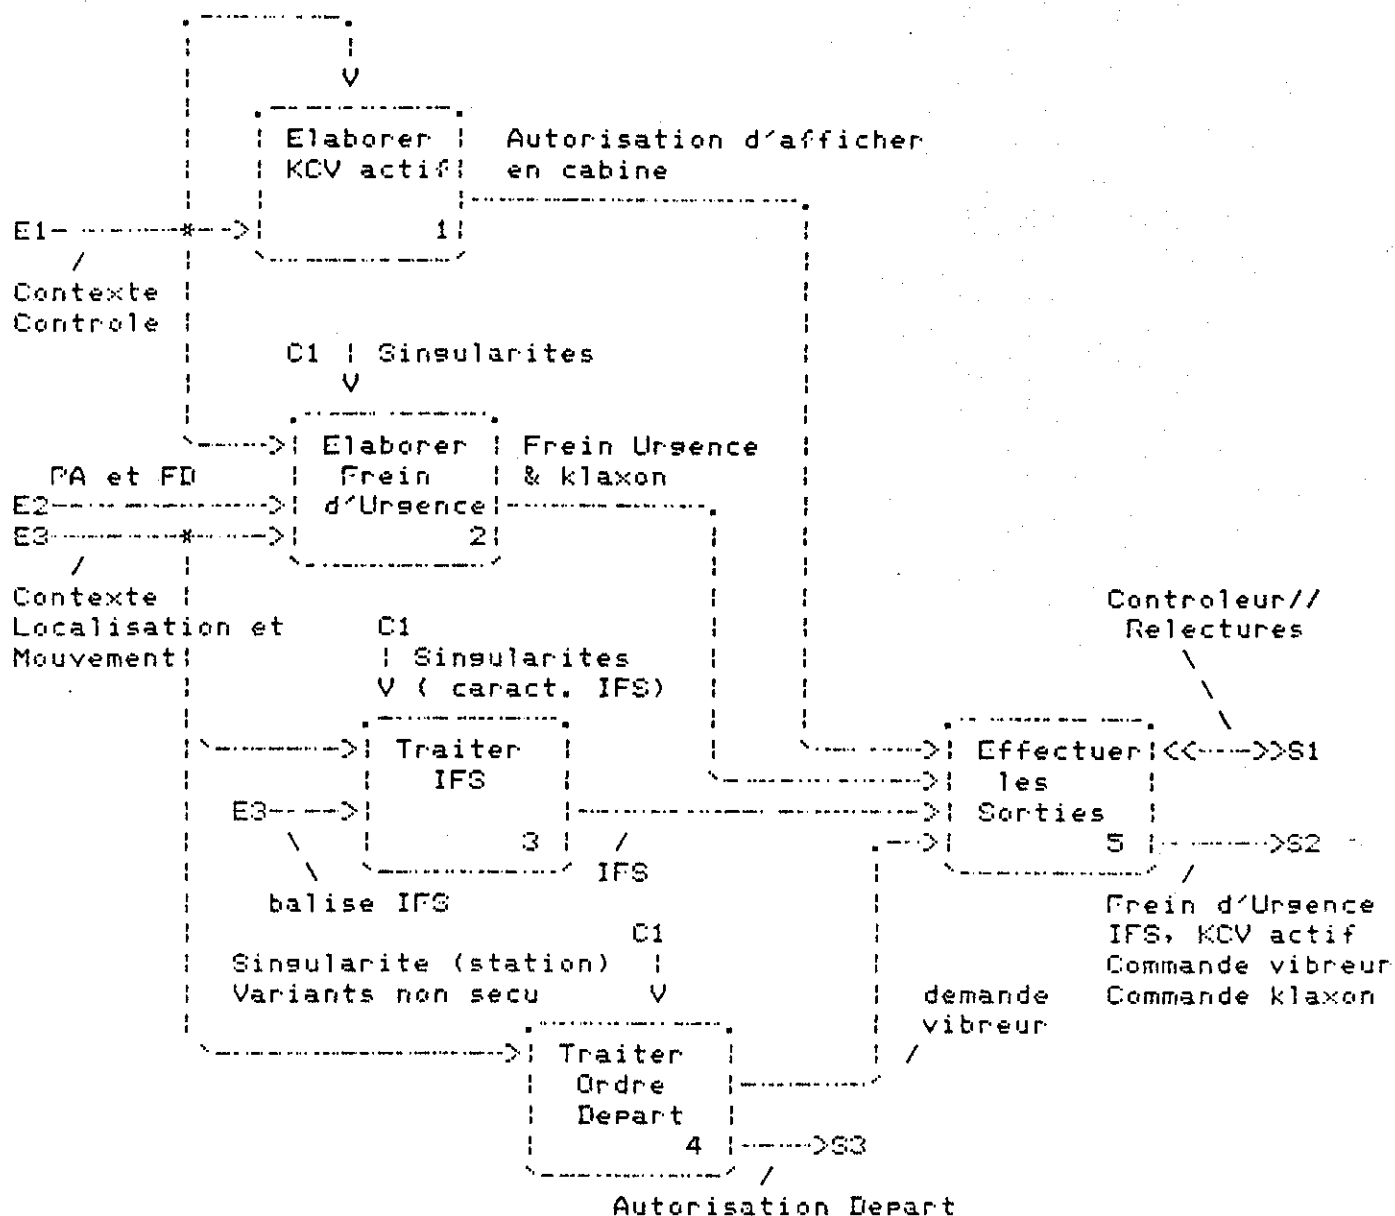 Elaborer
KCV actif
1
Autorisation d'afficher
en cabine
E1
Contexte
Controle
C1 Singularites
Elaborer
Frein
d'Urgence
2
Frein Urgence
& klaxon
PA et FD
E2
E3
Contexte
Localisation et
Mouvement
C1
Singularites
( caract. IFS)
Traiter
IFS
3
E3
balise IFS
IFS
Controleur//
Relectures
Effectuer
les
Sorties
5
S1
S2
Frein d'Urgence
IFS, KCV actif
Commande vibreur
Commande klaxon
C1
Singularite (station)
Variants non secu
demande
vibreur
Traiter
Ordre
Depart
4
S3
Autorisation Depart